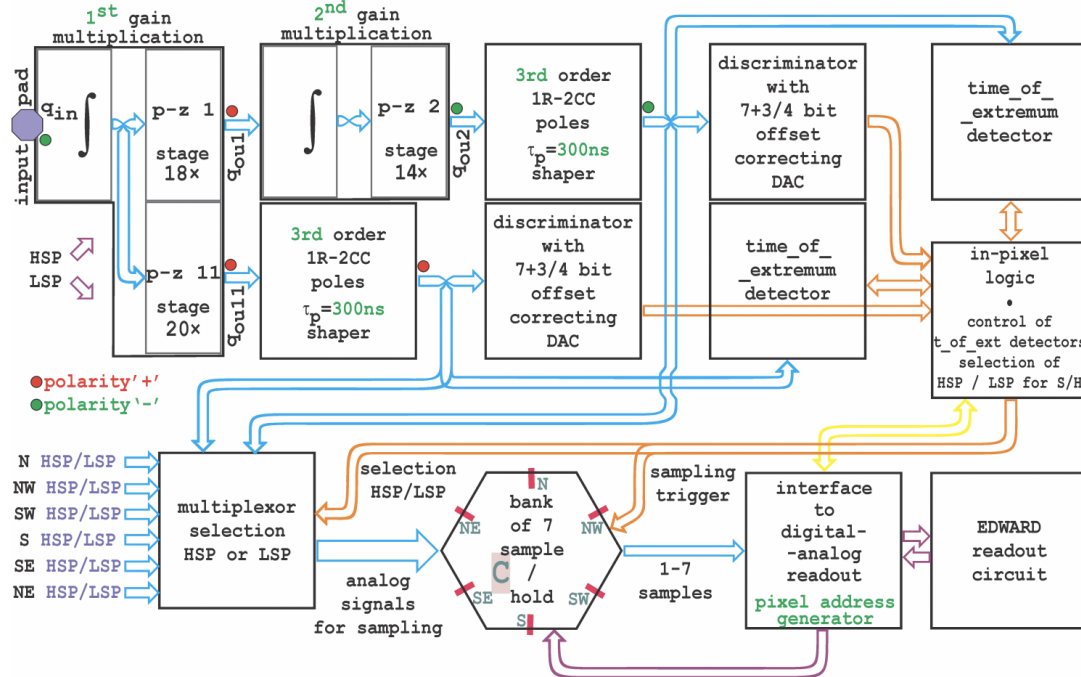 1st gain
multiplication
2nd gain
multiplication
input pad
qin
∫
p-z 1
stage
18×
qou1
∫
p-z 2
stage
14×
qou2
3rd order
1R-2CC
poles
τp=300ns
shaper
discriminator
with
7+3/4 bit
offset
correcting
DAC
time_of_
_extremum
detector
HSP
LSP
p-z 11
stage
20×
qou11
3rd order
1R-2CC
poles
τp=300ns
shaper
discriminator
with
7+3/4 bit
offset
correcting
DAC
time_of_
_extremum
detector
in-pixel
logic
•
control of
t_of_ext detectors
selection of
HSP / LSP for S/H
polarity'+'
polarity'-'
N HSP/LSP
NW HSP/LSP
SW HSP/LSP
S HSP/LSP
SE HSP/LSP
NE HSP/LSP
multiplexor
selection
HSP or LSP
selection
HSP/LSP
analog
signals
for sampling
N
NE
NW
bank
of 7
sample
/
hold
C
SE
SW
S
sampling
trigger
1-7
samples
interface
to
digital-
-analog
readout
pixel address
generator
EDWARD
readout
circuit